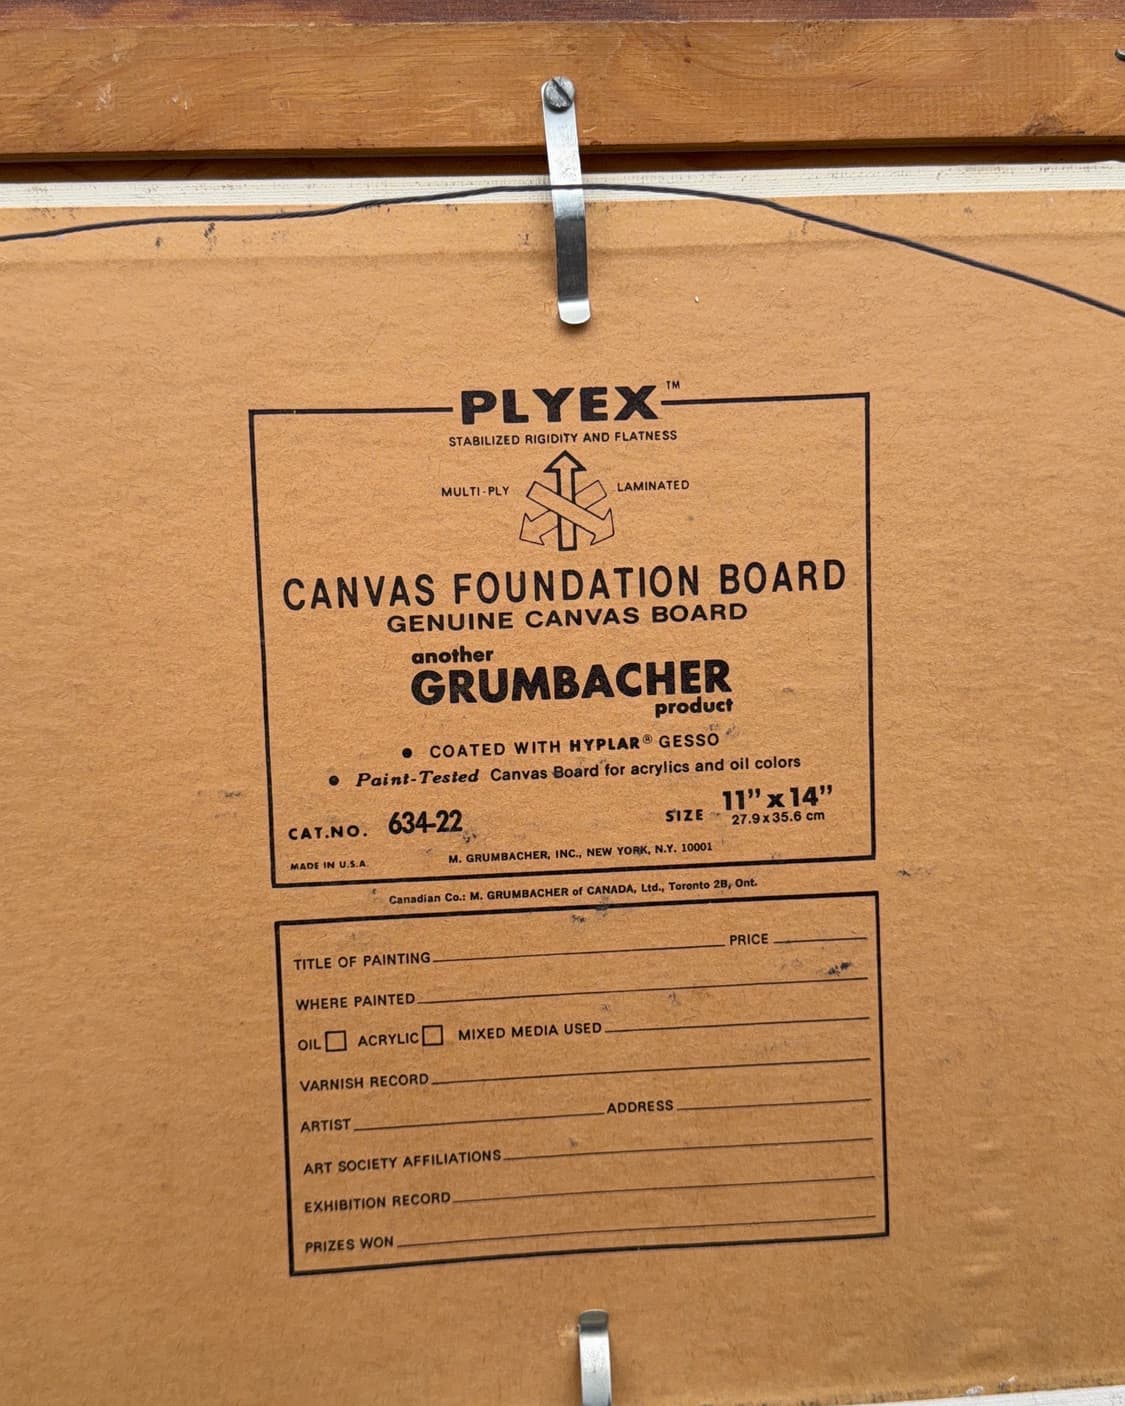 PLYEX™
STABILIZED RIGIDITY AND FLATNESS
MULTI-PLY LAMINATED
CANVAS FOUNDATION BOARD
GENUINE CANVAS BOARD
another
GRUMBACHER
product
● COATED WITH HYPLAR® GESSO
● Paint-Tested Canvas Board for acrylics and oil colors
CAT.NO. 634-22 SIZE 11” x 14”
27.9 x 35.6 cm
MADE IN U.S.A. M. GRUMBACHER, INC., NEW YORK, N.Y. 10001
Canadian Co.: M. GRUMBACHER of CANADA, Ltd., Toronto 2B, Ont.
TITLE OF PAINTING PRICE
WHERE PAINTED
OIL ACRYLIC MIXED MEDIA USED
VARNISH RECORD
ARTIST ADDRESS
ART SOCIETY AFFILIATIONS
EXHIBITION RECORD
PRIZES WON